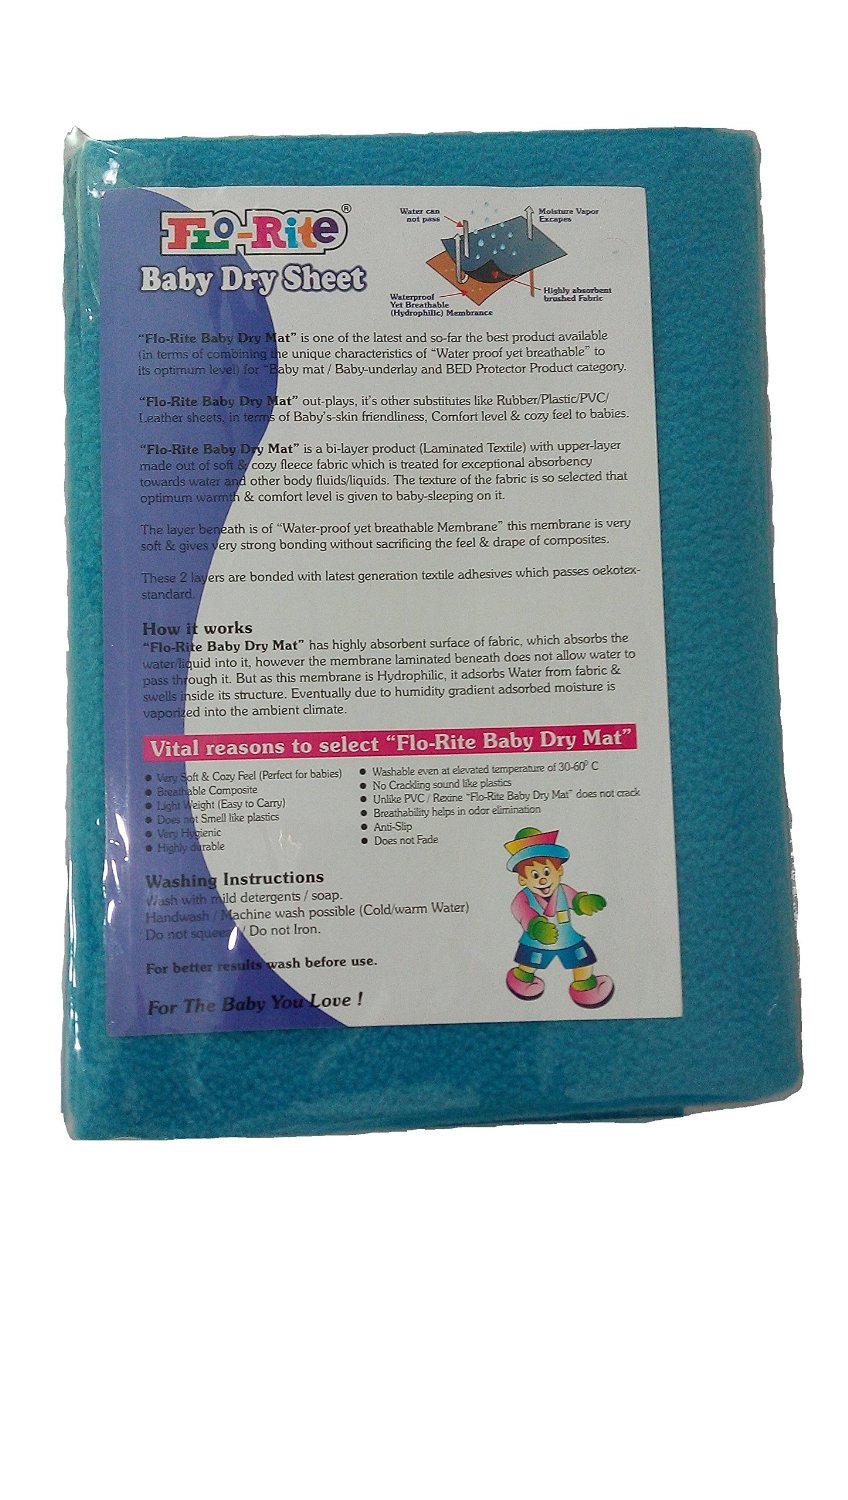 Flo-Rite®
Baby Dry Sheet
Water can
not pass
Moisture Vapor
Excapes
Highly absorbent
brushed Fabric
Waterproof
Yet Breathable
(Hydrophilic) Membrance
"Flo-Rite Baby Dry Mat" is one of the latest and so-far the best product available
(in terms of combining the unique characteristics of "Water proof yet breathable" to
its optimum level) for "Baby mat / Baby-underlay and BED Protector Product category.
"Flo-Rite Baby Dry Mat" out-plays, it's other substitutes like Rubber/Plastic/PVC/
Leather sheets, in terms of Baby's-skin friendliness, Comfort level & cozy feel to babies.
"Flo-Rite Baby Dry Mat" is a bi-layer product (Laminated Textile) with upper-layer
made out of soft & cozy fleece fabric which is treated for exceptional absorbency
towards water and other body fluids/liquids. The texture of the fabric is so selected that
optimum warmth & comfort level is given to baby-sleeping on it.
The layer beneath is of "Water-proof yet breathable Membrane" this membrane is very
soft & gives very strong bonding without sacrificing the feel & drape of composites.
These 2 layers are bonded with latest generation textile adhesives which passes oekotex-
standard.
How it works
"Flo-Rite Baby Dry Mat" has highly absorbent surface of fabric, which absorbs the
water/liquid into it, however the membrane laminated beneath does not allow water to
pass through it. But as this membrane is Hydrophilic, it adsorbs Water from fabric &
swells inside its structure. Eventually due to humidity gradient adsorbed moisture is
vaporized into the ambient climate.
Vital reasons to select "Flo-Rite Baby Dry Mat"
● Very Soft & Cozy Feel (Perfect for babies)
● Breathable Composite
● Light Weight (Easy to Carry)
● Does not Smell like plastics
● Very Hygienic
● Highly durable
● Washable even at elevated temperature of 30-60° C
● No Crackling sound like plastics
● Unlike PVC / Rexine "Flo-Rite Baby Dry Mat" does not crack
● Breathability helps in odor elimination
● Anti-Slip
● Does not Fade
Washing Instructions
Wash with mild detergents / soap.
Handwash / Machine wash possible (Cold/warm Water)
Do not squeeze / Do not Iron.
For better results wash before use.
For The Baby You Love !